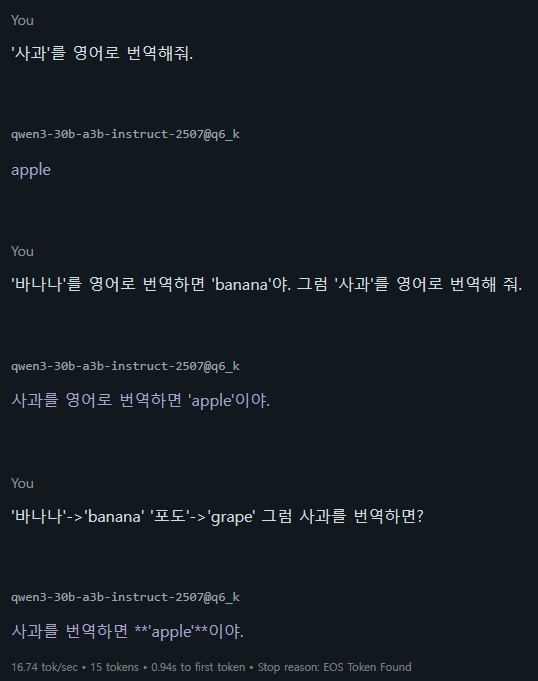 You
'사과'를 영어로 번역해줘.
qwen3-30b-a3b-instruct-2507@q6_k
apple
You
'바나나'를 영어로 번역하면 'banana'야. 그럼 '사과'를 영어로 번역해 줘.
qwen3-30b-a3b-instruct-2507@q6_k
사과를 영어로 번역하면 'apple'이야.
You
'바나나'->'banana' '포도'->'grape' 그럼 사과를 번역하면?
qwen3-30b-a3b-instruct-2507@q6_k
사과를 번역하면 **'apple'**이야.
16.74 tok/sec • 15 tokens • 0.94s to first token • Stop reason: EOS Token Found